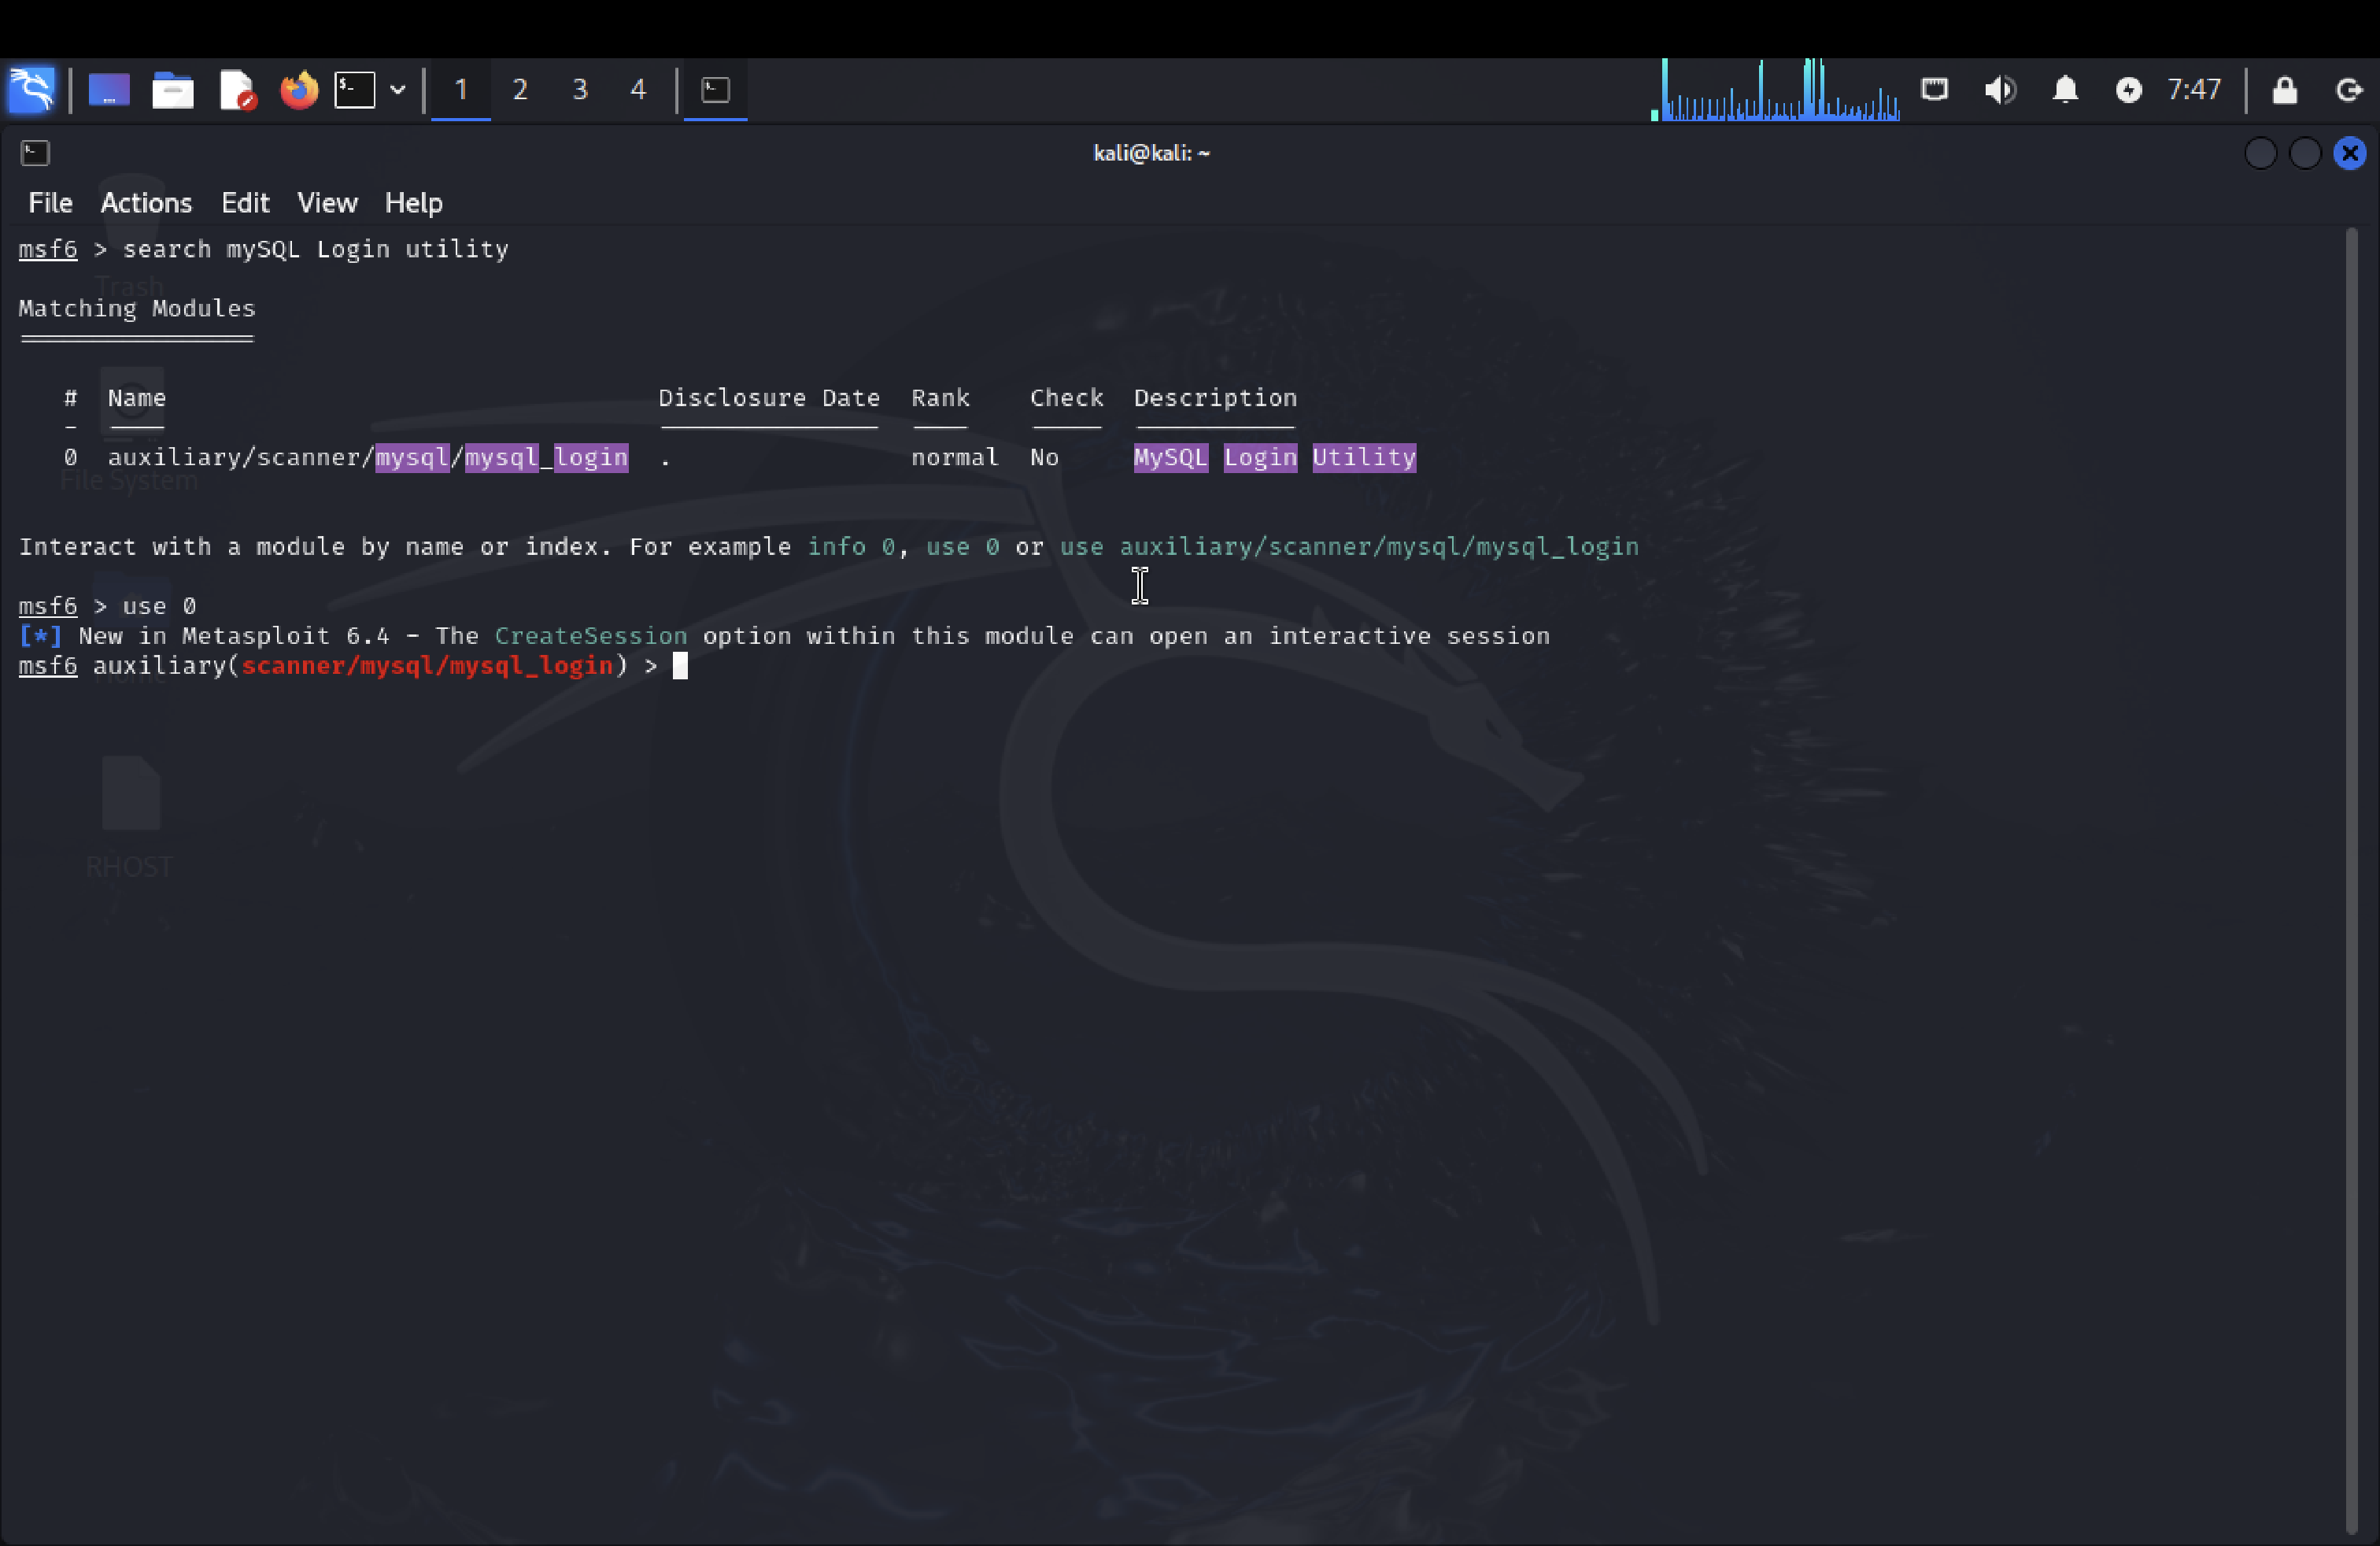 1 2 3 4 7:47
kali@kali: ~
File Actions Edit View Help
msf6 > search mySQL Login utility
Trash
Matching Modules
# Name Disclosure Date Rank Check Description
0 auxiliary/scanner/mysql/mysql_login . normal No MySQL Login Utility
File System
Interact with a module by name or index. For example info 0, use 0 or use auxiliary/scanner/mysql/mysql_login
msf6 > use 0
[*] New in Metasploit 6.4 - The CreateSession option within this module can open an interactive session
msf6 auxiliary(scanner/mysql/mysql_login) >
Home
RHOST